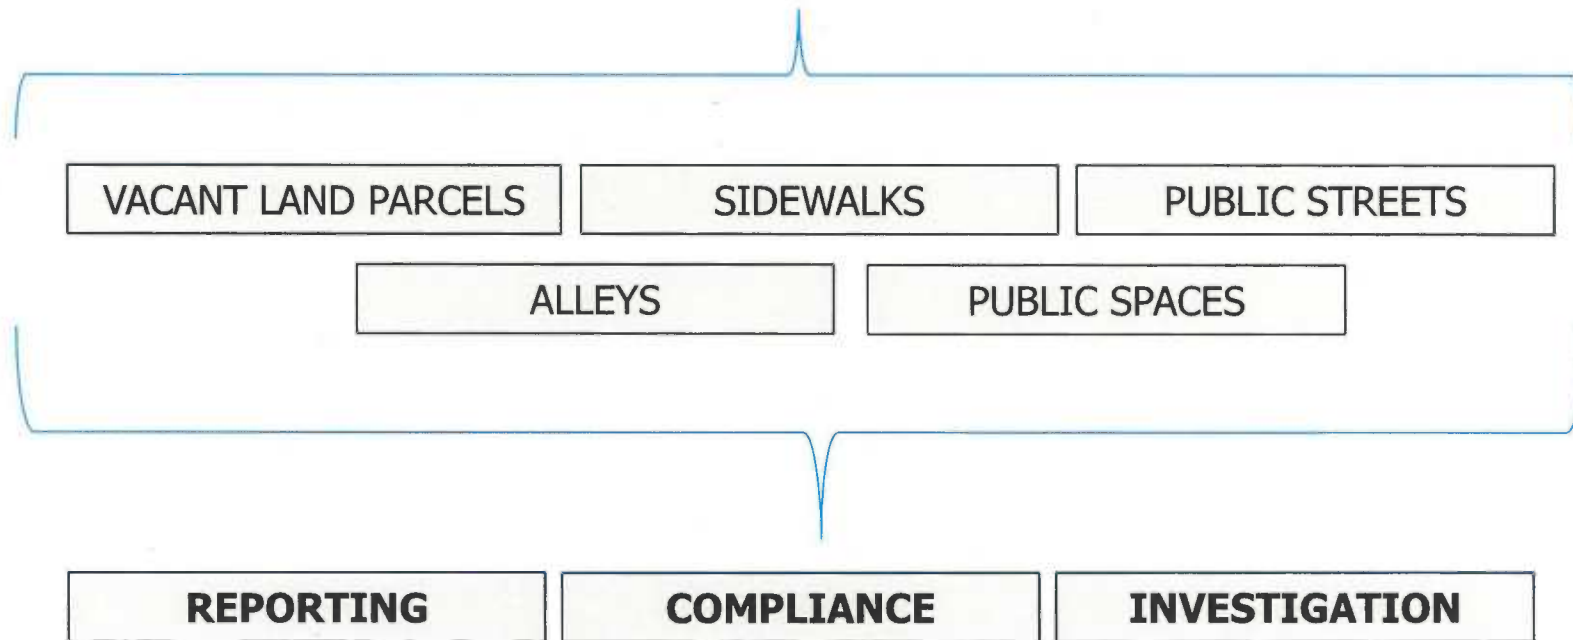 VACANT LAND PARCELS
SIDEWALKS
PUBLIC STREETS
ALLEYS
PUBLIC SPACES
REPORTING
COMPLIANCE
INVESTIGATION